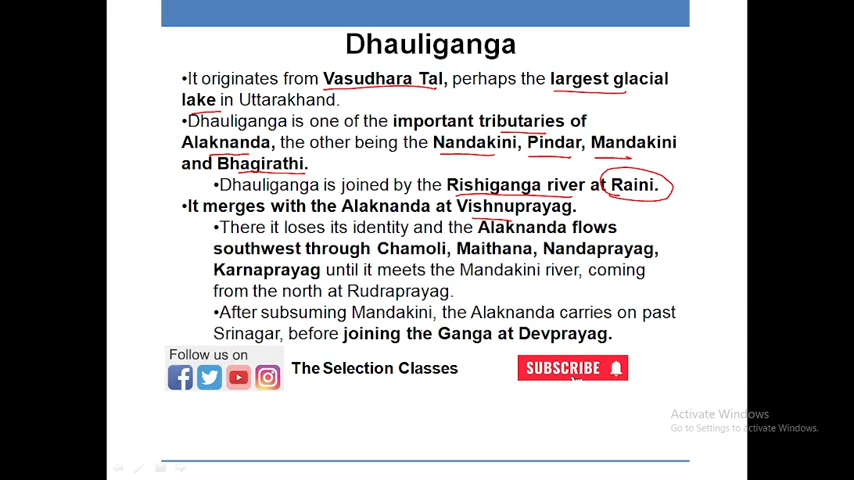 Dhauliganga
•It originates from Vasudhara Tal, perhaps the largest glacial
lake in Uttarakhand.
•Dhauliganga is one of the important tributaries of
Alaknanda, the other being the Nandakini, Pindar, Mandakini
and Bhagirathi.
•Dhauliganga is joined by the Rishiganga river at Raini.
•It merges with the Alaknanda at Vishnuprayag.
•There it loses its identity and the Alaknanda flows
southwest through Chamoli, Maithana, Nandaprayag,
Karnaprayag until it meets the Mandakini river, coming
from the north at Rudraprayag.
•After subsuming Mandakini, the Alaknanda carries on past
Srinagar, before joining the Ganga at Devprayag.
Follow us on
The Selection Classes
SUBSCRIBE
Activate Windows
Go to Settings to activate Windows.